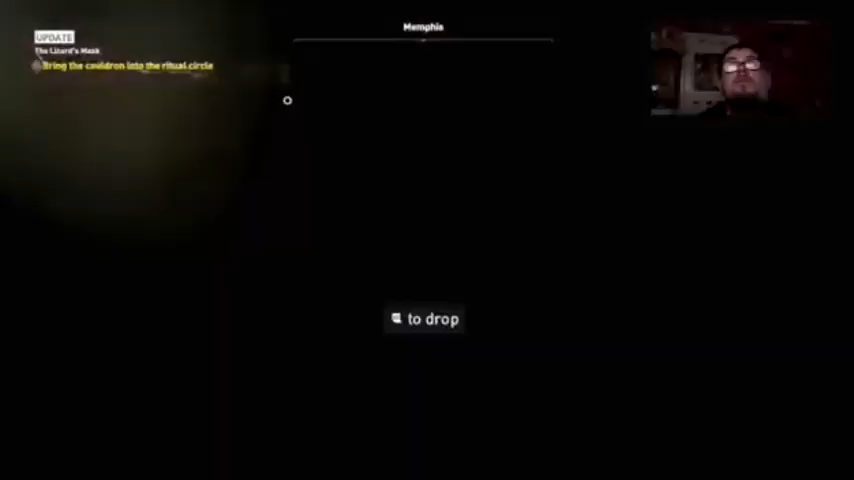 Memphis
UPDATE
The Lizard's Mask
Bring the cauldron into the ritual circle
to drop